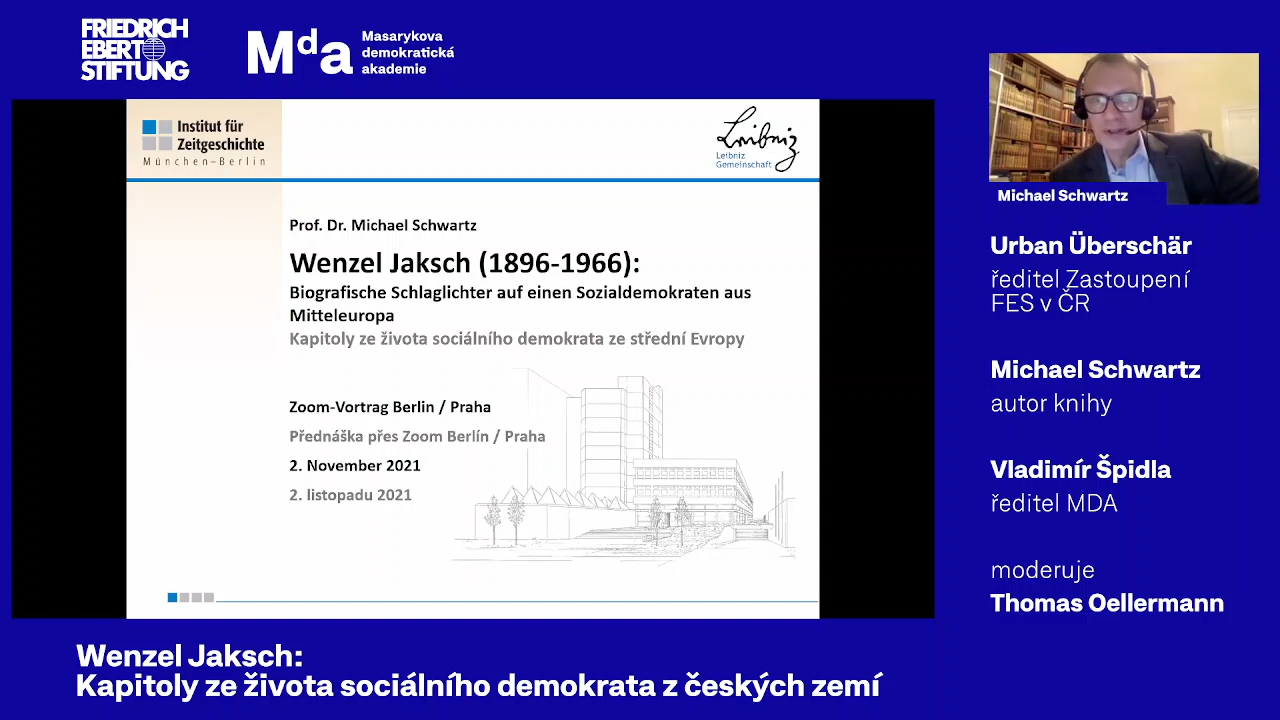 FRIEDRICH
EBERT
STIFTUNG
Mda
Masarykova
demokratická
akademie
Institut für
Zeitgeschichte
München–Berlin
Leibniz
Leibniz
Gemeinschaft
Prof. Dr. Michael Schwartz
Wenzel Jaksch (1896-1966):
Biografische Schlaglichter auf einen Sozialdemokraten aus
Mitteleuropa
Kapitoly ze života sociálního demokrata ze střední Evropy
Zoom-Vortrag Berlin / Praha
Přednáška přes Zoom Berlín / Praha
2. November 2021
2. listopadu 2021
Michael Schwartz
Urban Überschär
ředitel Zastoupení
FES v ČR
Michael Schwartz
autor knihy
Vladimír Špidla
ředitel MDA
moderuje
Thomas Oellermann
Wenzel Jaksch:
Kapitoly ze života sociálního demokrata z českých zemí